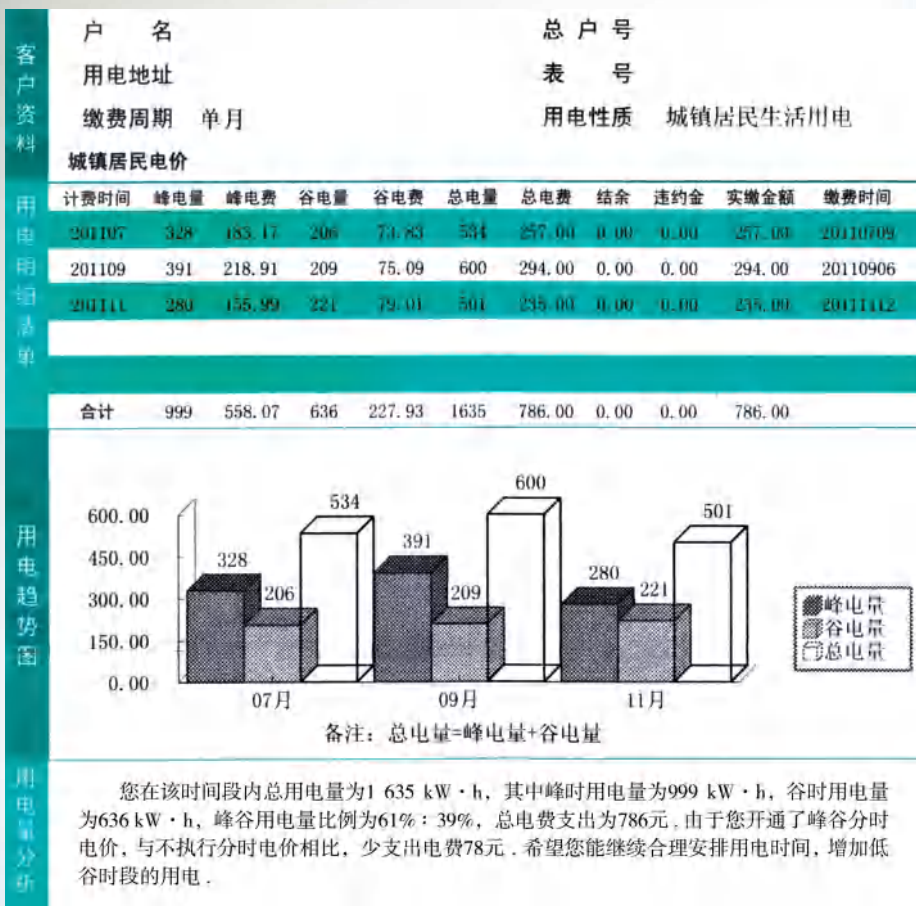 客户资料
户 名 总户号
用电地址 表 号
缴费周期 单月 用电性质 城镇居民生活用电
城镇居民电价
用电明细清单
计费时间 峰电量 峰电费 谷电量 谷电费 总电量 总电费 结余 违约金 实缴金额 缴费时间
201107 328 183.17 206 73.83 534 257.00 0.00 0.00 257.00 20110709
201109 391 218.91 209 75.09 600 294.00 0.00 0.00 294.00 20110906
201111 280 155.99 221 79.01 501 235.00 0.00 0.00 235.00 20111112
合计 999 558.07 636 227.93 1635 786.00 0.00 0.00 786.00
用电趋势图
600.00
450.00
300.00
150.00
0.00
328 206 534
391 209 600
280 221 501
07月 09月 11月
峰电量
谷电量
总电量
备注：总电量=峰电量+谷电量
用电量分析
您在该时间段内总用电量为1 635 kW·h，其中峰时用电量为999 kW·h，谷时用电量
为636 kW·h，峰谷用电量比例为61%：39%，总电费支出为786元．由于您开通了峰谷分时
电价，与不执行分时电价相比，少支出电费78元．希望您能继续合理安排用电时间，增加低
谷时段的用电．